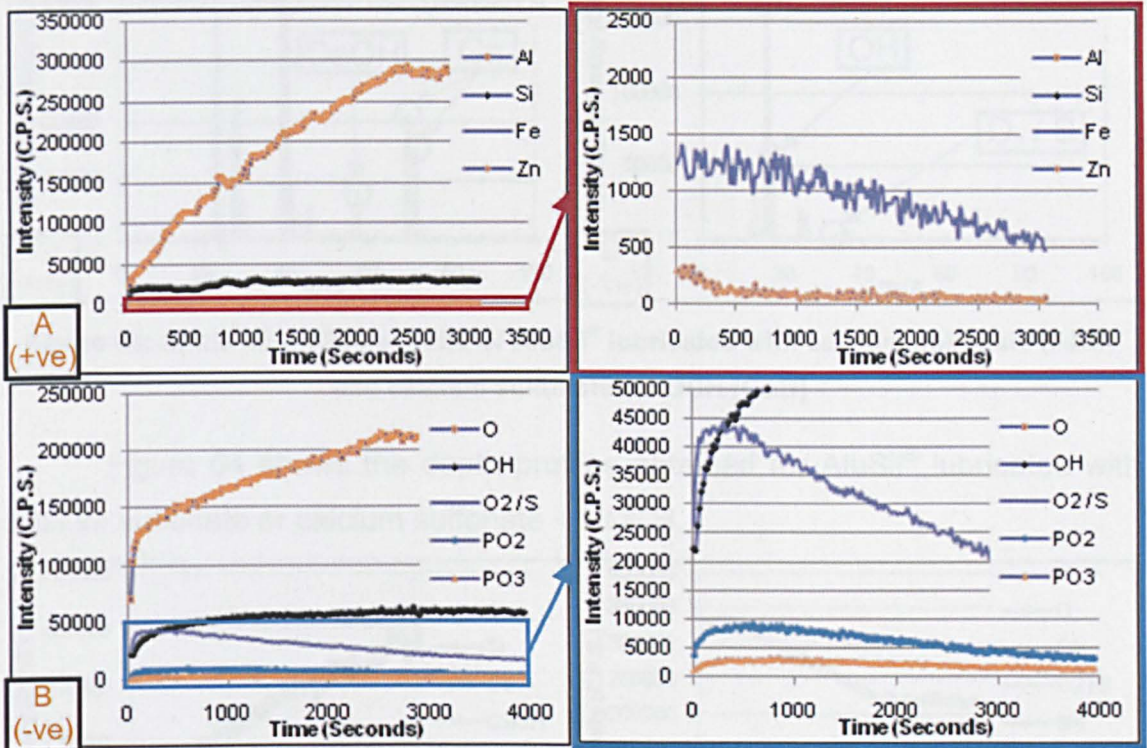 350000
300000
250000
200000
150000
100000
50000
0
Intensity (C.P.S.)
Al
Si
Fe
Zn
0 500 1000 1500 2000 2500 3000 3500
Time (Seconds)
A
(+ve)
2500
2000
1500
1000
500
0
Intensity (C.P.S.)
Al
Si
Fe
Zn
0 500 1000 1500 2000 2500 3000 3500
Time (Seconds)
250000
200000
150000
100000
50000
0
Intensity (C.P.S.)
O
OH
O2/S
PO2
PO3
0 1000 2000 3000 4000
Time (Seconds)
B
(-ve)
50000
45000
40000
35000
30000
25000
20000
15000
10000
5000
0
Intensity (C.P.S.)
O
OH
O2/S
PO2
PO3
0 1000 2000 3000 4000
Time (Seconds)